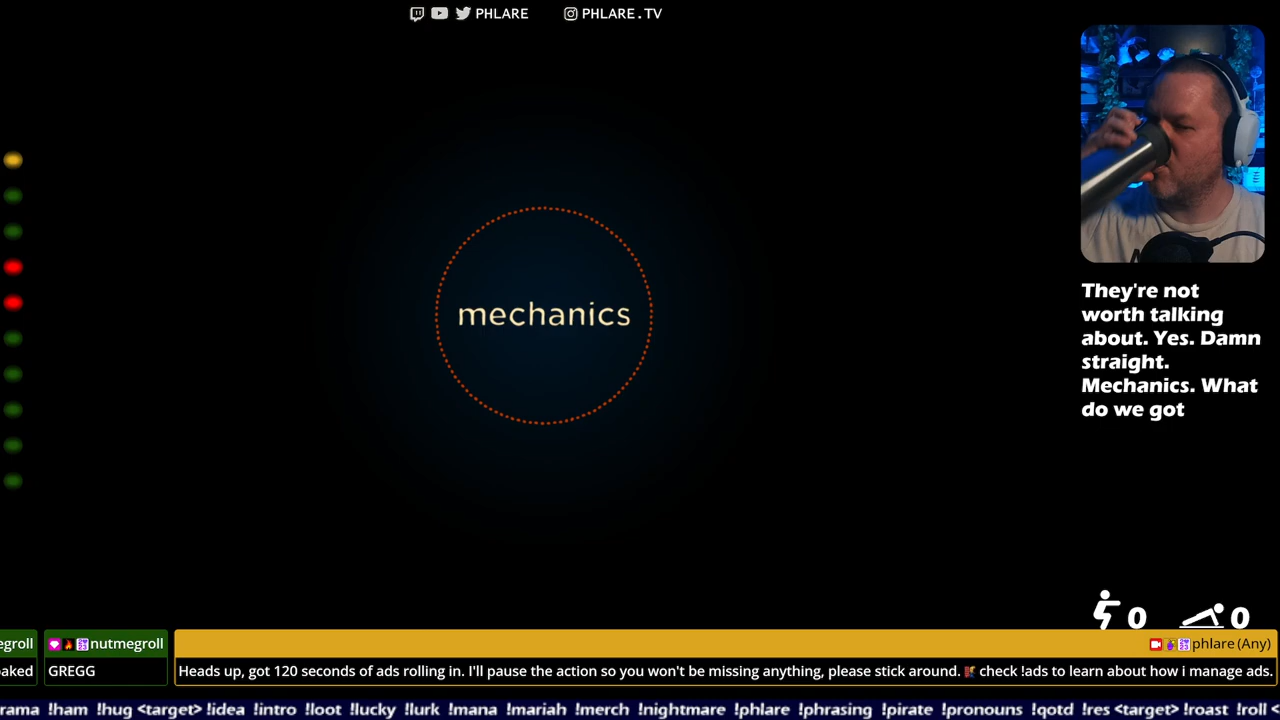 PHLARE PHLARE.TV
mechanics
They're not
worth talking
about. Yes. Damn
straight.
Mechanics. What
do we got
0 0
egroll nutmegroll phlare (Any)
oaked GREGG Heads up, got 120 seconds of ads rolling in. I'll pause the action so you won't be missing anything, please stick around. check !ads to learn about how i manage ads.
rama !ham !hug <target> !idea !intro !loot !lucky !lurk !mana !mariah !merch !nightmare !phlare !phrasing !pirate !pronouns !qotd !res <target> !roast !roll <